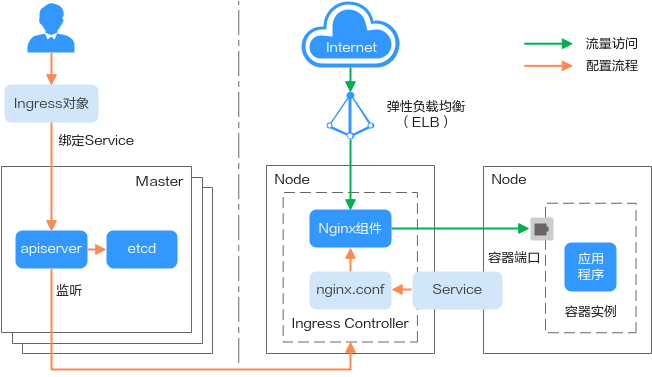 Internet
流量访问
配置流程
Ingress对象
弹性负载均衡
（ELB）
绑定Service
Master
Node
Node
apiserver
etcd
Nginx组件
容器端口
应用
程序
监听
nginx.conf
Service
容器实例
Ingress Controller